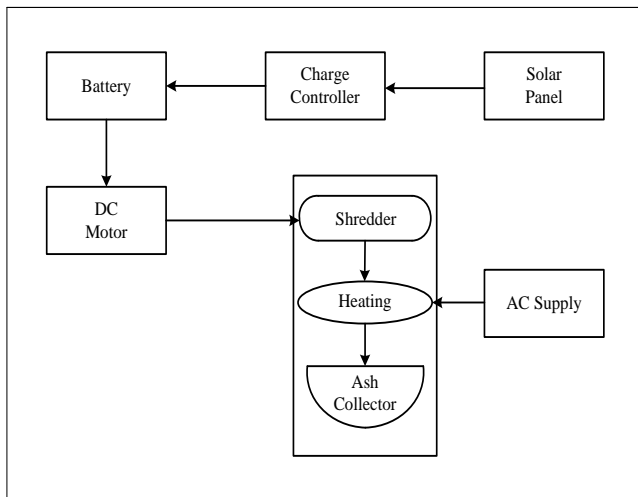 Battery
Charge
Controller
Solar
Panel
DC
Motor
Shredder
Heating
AC Supply
Ash
Collector